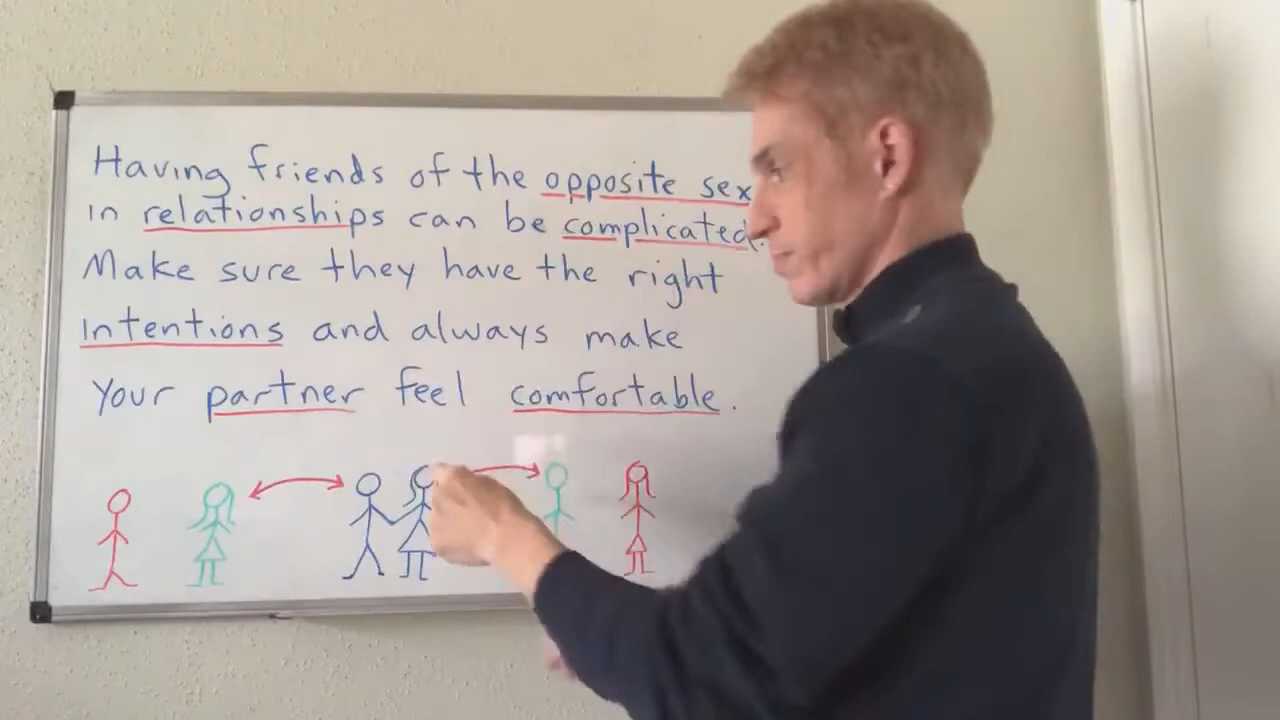 Having friends of the opposite sex
in relationships can be complicated.
Make sure they have the right
intentions and always make
your partner feel comfortable.